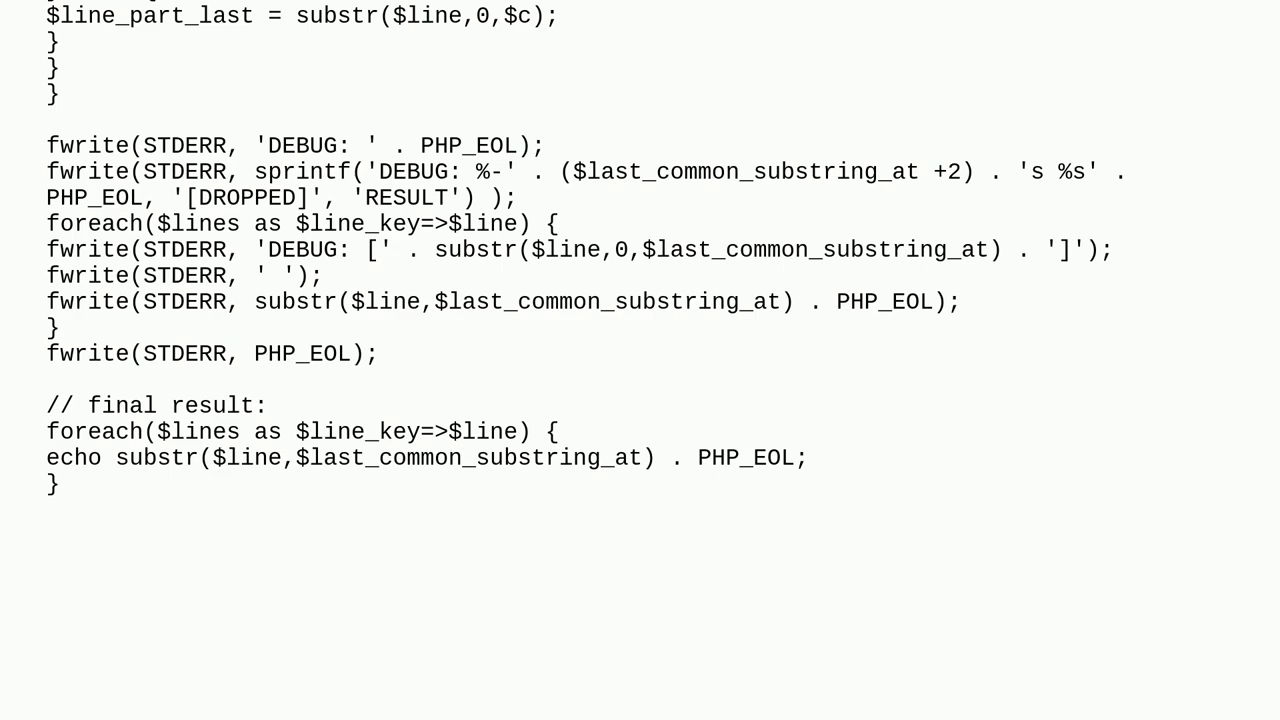 $line_part_last = substr($line,0,$c);
}
}
}
fwrite(STDERR, 'DEBUG: ' . PHP_EOL);
fwrite(STDERR, sprintf('DEBUG: %-' . ($last_common_substring_at +2) . 's %s' .
PHP_EOL, '[DROPPED]', 'RESULT') );
foreach($lines as $line_key=>$line) {
fwrite(STDERR, 'DEBUG: [' . substr($line,0,$last_common_substring_at) . ']');
fwrite(STDERR, ' ');
fwrite(STDERR, substr($line,$last_common_substring_at) . PHP_EOL);
}
fwrite(STDERR, PHP_EOL);
// final result:
foreach($lines as $line_key=>$line) {
echo substr($line,$last_common_substring_at) . PHP_EOL;
}